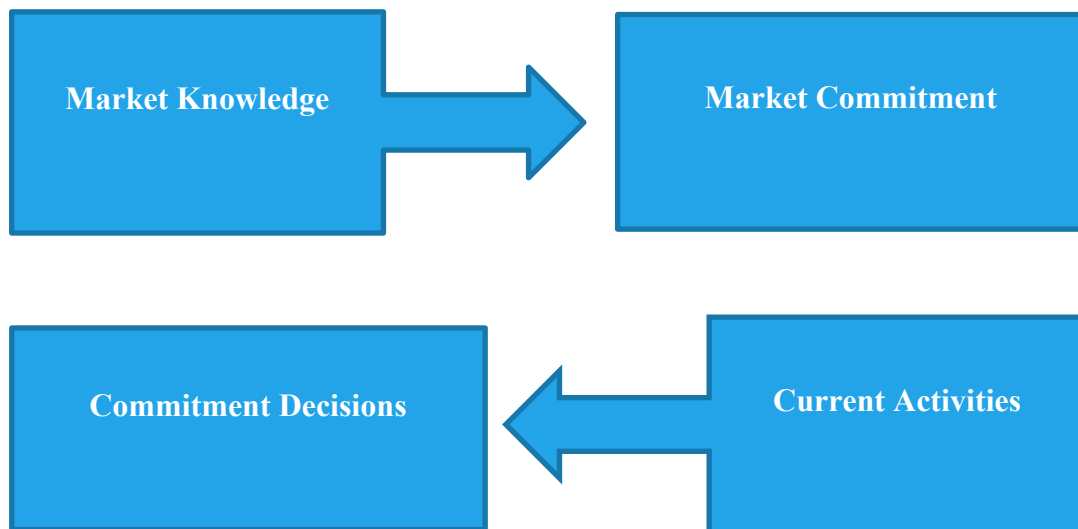 Market Knowledge
Market Commitment
Commitment Decisions
Current Activities